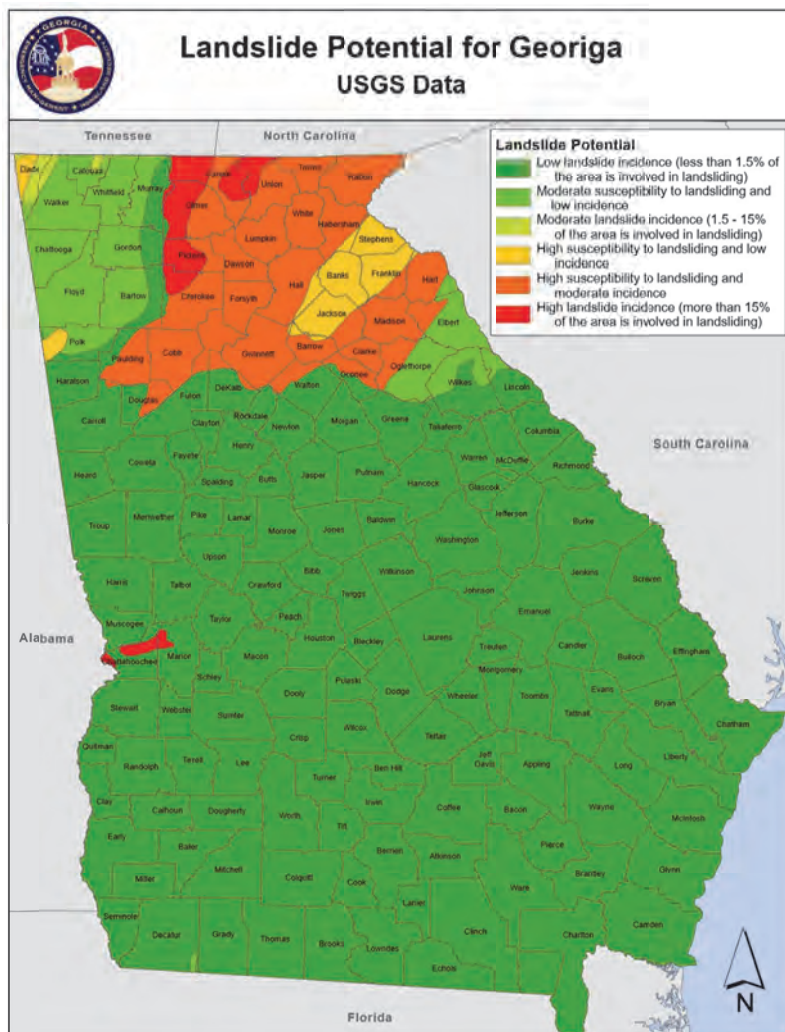 Landslide Potential for Georiga
USGS Data
Tennessee
North Carolina
Landslide Potential
Low landslide incidence (less than 1.5% of
the area is involved in landsliding)
Moderate susceptibility to landsliding and
low incidence
Moderate landslide incidence (1.5 - 15%
of the area is involved in landsliding)
High susceptibility to landsliding and low
incidence
High susceptibility to landsliding and
moderate incidence
High landslide incidence (more than 15%
of the area is involved in landsliding)
Dade
Catoosa
Murray
Union
Towns
Whitfield
Walker
Gilmer
White
Habersham
Stephens
Chattooga
Gordon
Pickens
Lumpkin
Dawson
Banks
Franklin
Hart
Floyd
Bartow
Cherokee
Forsyth
Hall
Jackson
Madison
Elbert
Polk
Paulding
Cobb
Gwinnett
Barrow
Clarke
Oglethorpe
Haralson
Douglas
Fulton
DeKalb
Walton
Oconee
Wilkes
Lincoln
Carroll
Clayton
Rockdale
Newton
Morgan
Greene
Taliaferro
Columbia
South Carolina
Heard
Coweta
Fayette
Henry
Spalding
Butts
Jasper
Putnam
Hancock
Warren
McDuffie
Richmond
Glascock
Troup
Meriwether
Pike
Lamar
Monroe
Jones
Baldwin
Washington
Jefferson
Burke
Upson
Harris
Talbot
Crawford
Bibb
Twiggs
Wilkinson
Johnson
Jenkins
Screven
Emanuel
Alabama
Muscogee
Taylor
Peach
Houston
Bleckley
Laurens
Treutlen
Candler
Bulloch
Effingham
Chattahoochee
Marion
Macon
Schley
Dooly
Pulaski
Dodge
Wheeler
Montgomery
Toombs
Tattnall
Evans
Bryan
Chatham
Stewart
Webster
Sumter
Crisp
Wilcox
Telfair
Quitman
Randolph
Terrell
Lee
Turner
Ben Hill
Jeff
Davis
Appling
Long
Liberty
Clay
Calhoun
Dougherty
Worth
Tift
Irwin
Coffee
Bacon
Wayne
McIntosh
Early
Baker
Mitchell
Berrien
Atkinson
Pierce
Glynn
Miller
Colquitt
Cook
Lanier
Ware
Brantley
Seminole
Decatur
Grady
Thomas
Brooks
Lowndes
Clinch
Echols
Charlton
Camden
N
Florida